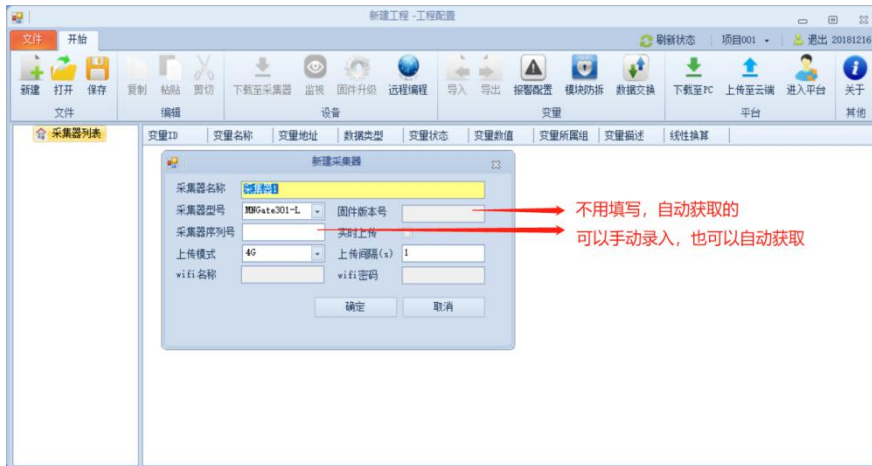 新建工程 -工程配置
文件 开始 刷新状态 项目001 退出 20181216
新建 打开 保存 复制 粘贴 剪切 下载至采集器 监视 固件升级 远程编程 导入 导出 报警配置 模块防拆 数据交换 下载至PC 上传至云端 进入平台 关于
文件 编辑 设备 变量 平台 其他
采集器列表 变量ID 变量名称 变量地址 数据类型 变量状态 变量数值 变量所属组 变量描述 线性换算
新建采集器
采集器名称 采集器1
采集器型号 MNGate301-L 固件版本号 不用填写，自动获取的
采集器序列号 实时上传 可以手动录入，也可以自动获取
上传模式 4G 上传间隔(s) 1
wifi名称 wifi密码
确定 取消